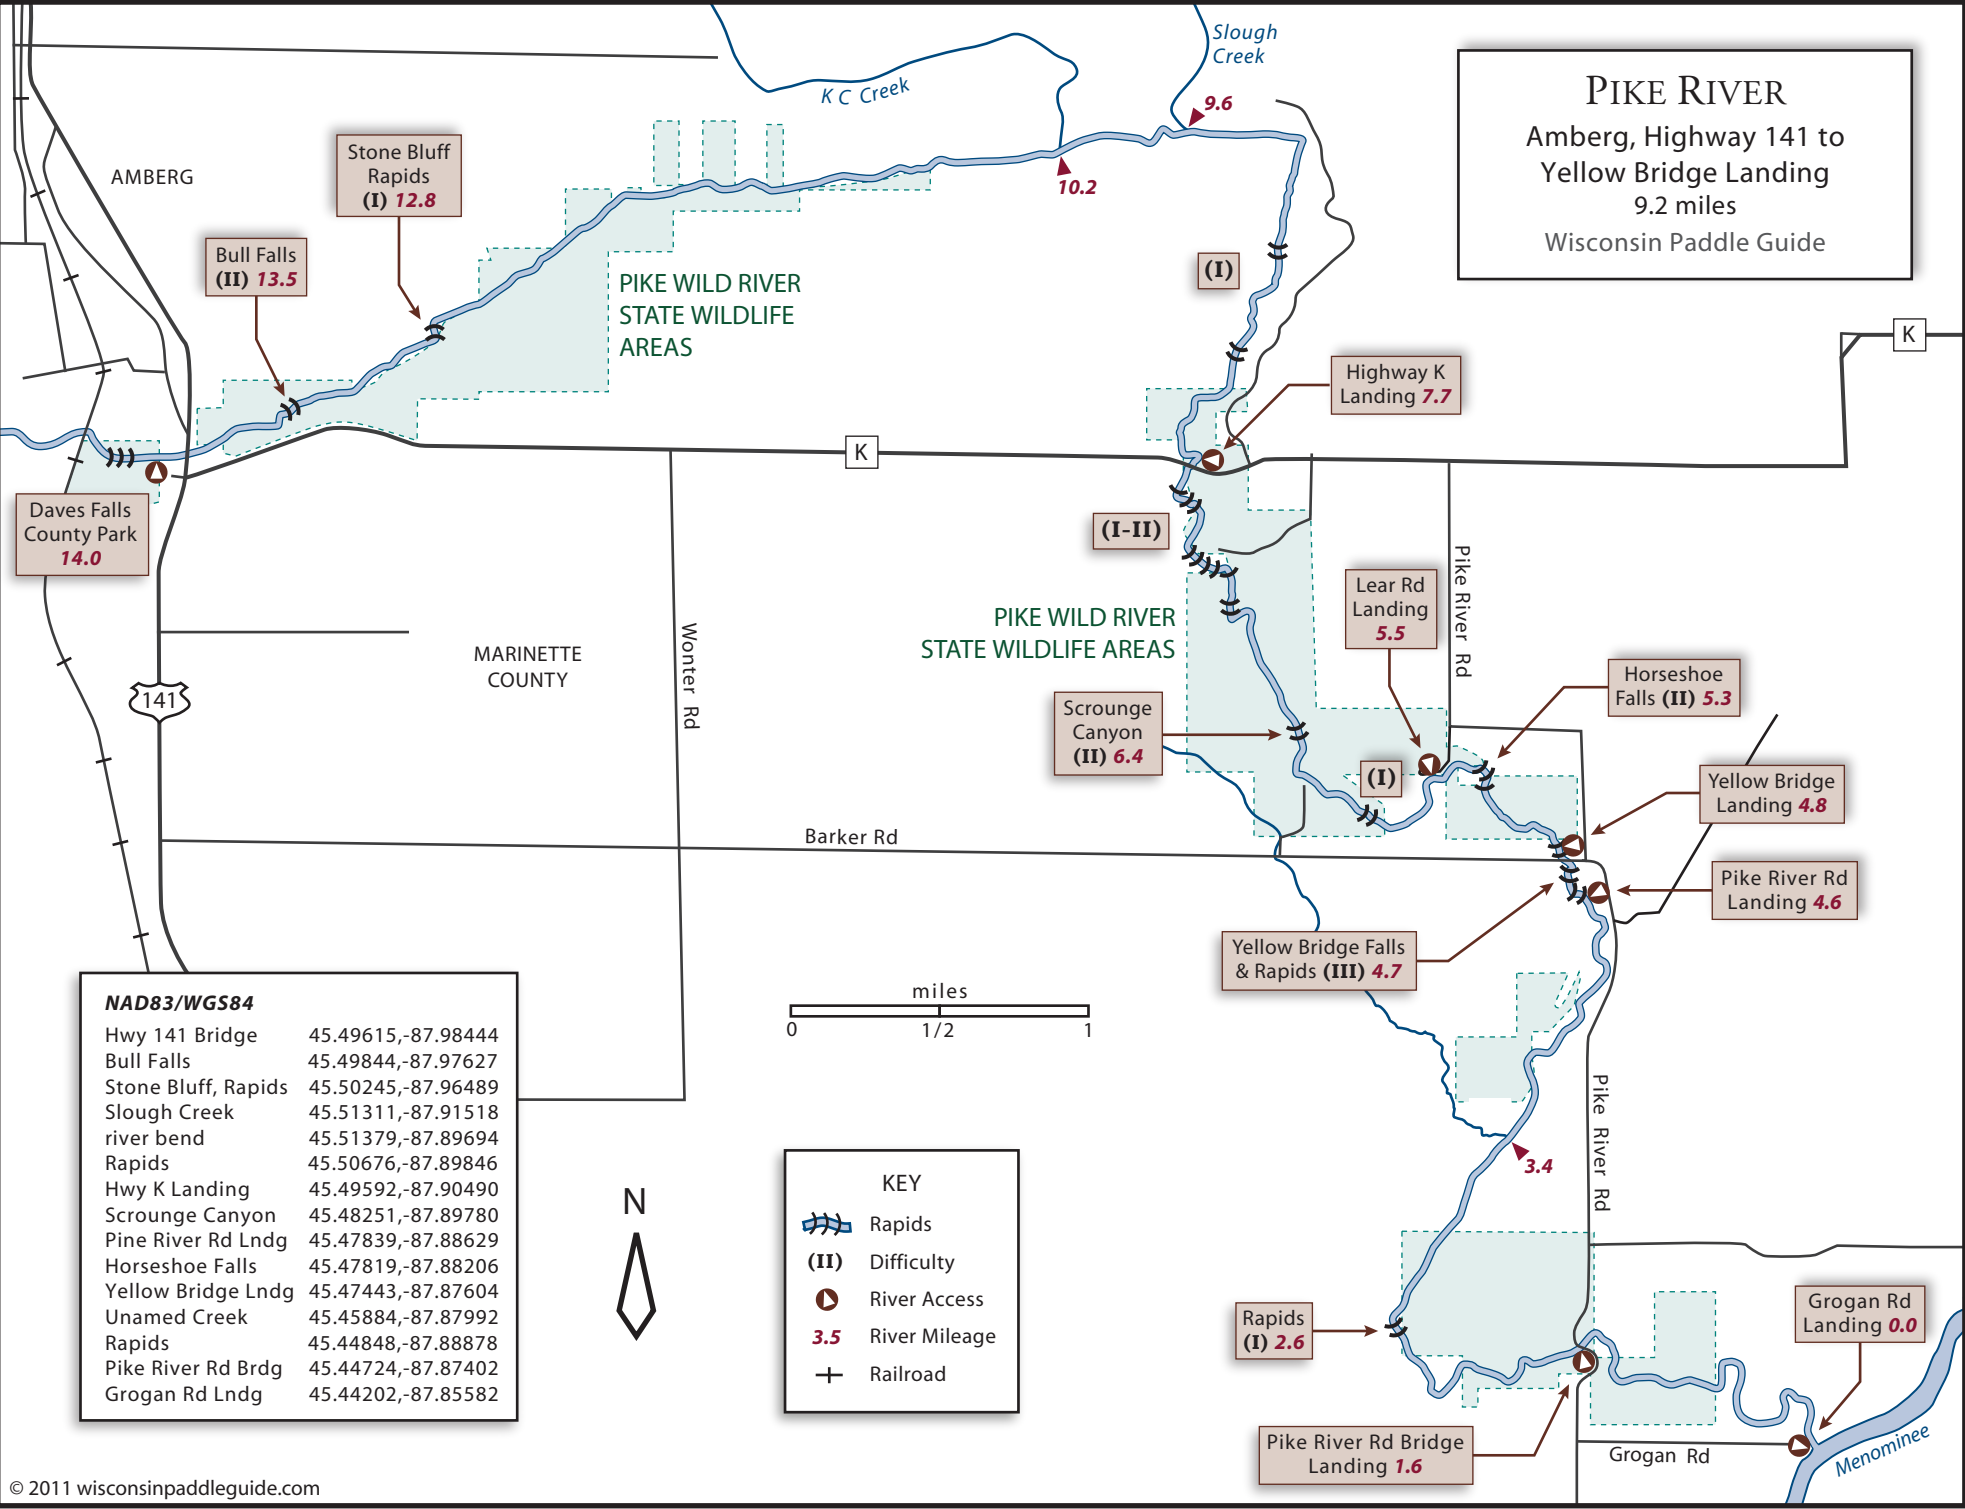 PIKE RIVER
Amberg, Highway 141 to
Yellow Bridge Landing
9.2 miles
Wisconsin Paddle Guide
Slough
Creek
K C Creek
9.6
10.2
AMBERG
Stone Bluff
Rapids
(I) 12.8
Bull Falls
(II) 13.5
PIKE WILD RIVER
STATE WILDLIFE
AREAS
(I)
K
Highway K
Landing 7.7
K
Daves Falls
County Park
14.0
(I-II)
Pike River Rd
Lear Rd
Landing
5.5
PIKE WILD RIVER
STATE WILDLIFE AREAS
Wonter Rd
MARINETTE
COUNTY
141
Horseshoe
Falls (II) 5.3
Scrounge
Canyon
(II) 6.4
(I)
Yellow Bridge
Landing 4.8
Barker Rd
Pike River Rd
Landing 4.6
Yellow Bridge Falls
& Rapids (III) 4.7
miles
0 1/2 1
NAD83/WGS84
Hwy 141 Bridge 45.49615,-87.98444
Bull Falls 45.49844,-87.97627
Stone Bluff, Rapids 45.50245,-87.96489
Slough Creek 45.51311,-87.91518
river bend 45.51379,-87.89694
Rapids 45.50676,-87.89846
Hwy K Landing 45.49592,-87.90490
Scrounge Canyon 45.48251,-87.89780
Pine River Rd Lndg 45.47839,-87.88629
Horseshoe Falls 45.47819,-87.88206
Yellow Bridge Lndg 45.47443,-87.87604
Unamed Creek 45.45884,-87.87992
Rapids 45.44848,-87.88878
Pike River Rd Brdg 45.44724,-87.87402
Grogan Rd Lndg 45.44202,-87.85582
N
KEY
Rapids
(II) Difficulty
River Access
3.5 River Mileage
Railroad
3.4
Pike River Rd
Rapids
(I) 2.6
Grogan Rd
Landing 0.0
Pike River Rd Bridge
Landing 1.6
Grogan Rd
Menominee
© 2011 wisconsinpaddleguide.com